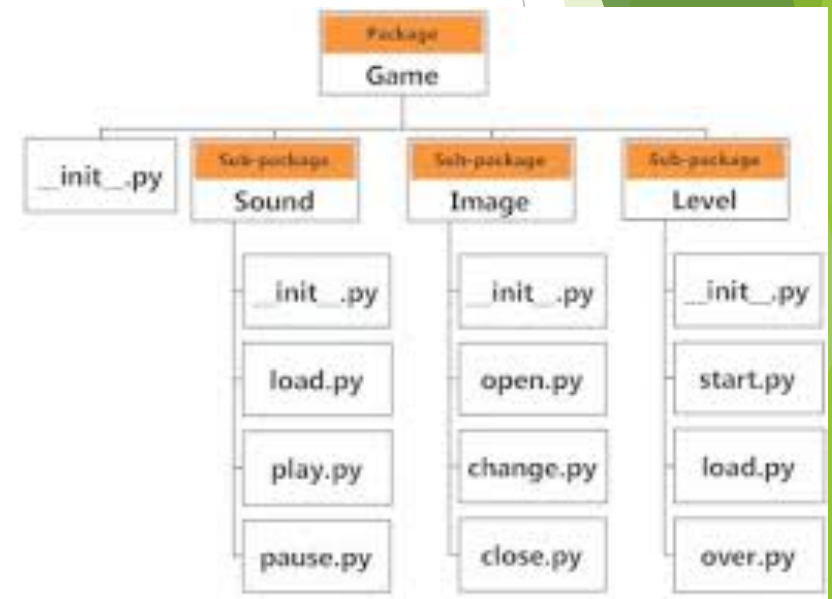 Package
Game
__init__.py
Sub-package
Sound
Sub-package
Image
Sub-package
Level
__init__.py
load.py
play.py
pause.py
__init__.py
open.py
change.py
close.py
__init__.py
start.py
load.py
over.py